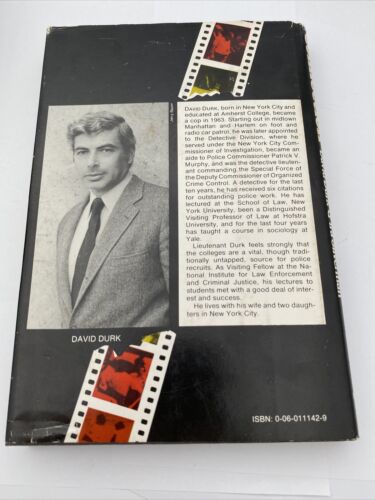 DAVID DURK, born in New York City and
educated at Amherst College, became
a cop in 1963. Starting out in midtown
Manhattan and Harlem on foot and
radio car patrol, he was later appointed
to the Detective Division, where he
served under the New York City Com-
missioner of Investigation, became an
aide to Police Commissioner Patrick V.
Murphy, and was the detective lieuten-
ant commanding the Special Force of
the Deputy Commissioner of Organized
Crime Control. A detective for the last
ten years, he has received six citations
for outstanding police work. He has
lectured at the School of Law, New
York University, been a Distinguished
Visiting Professor of Law at Hofstra
University, and for the last four years
has taught a course in sociology at
Yale.
Lieutenant Durk feels strongly that
the colleges are a vital, though tradi-
tionally untapped, source for police
recruits. As Visiting Fellow at the Na-
tional Institute for Law Enforcement
and Criminal Justice, his lectures to
students met with a good deal of inter-
est and success.
He lives with his wife and two daugh-
ters in New York City.
DAVID DURK
ISBN: 0-06-011142-9